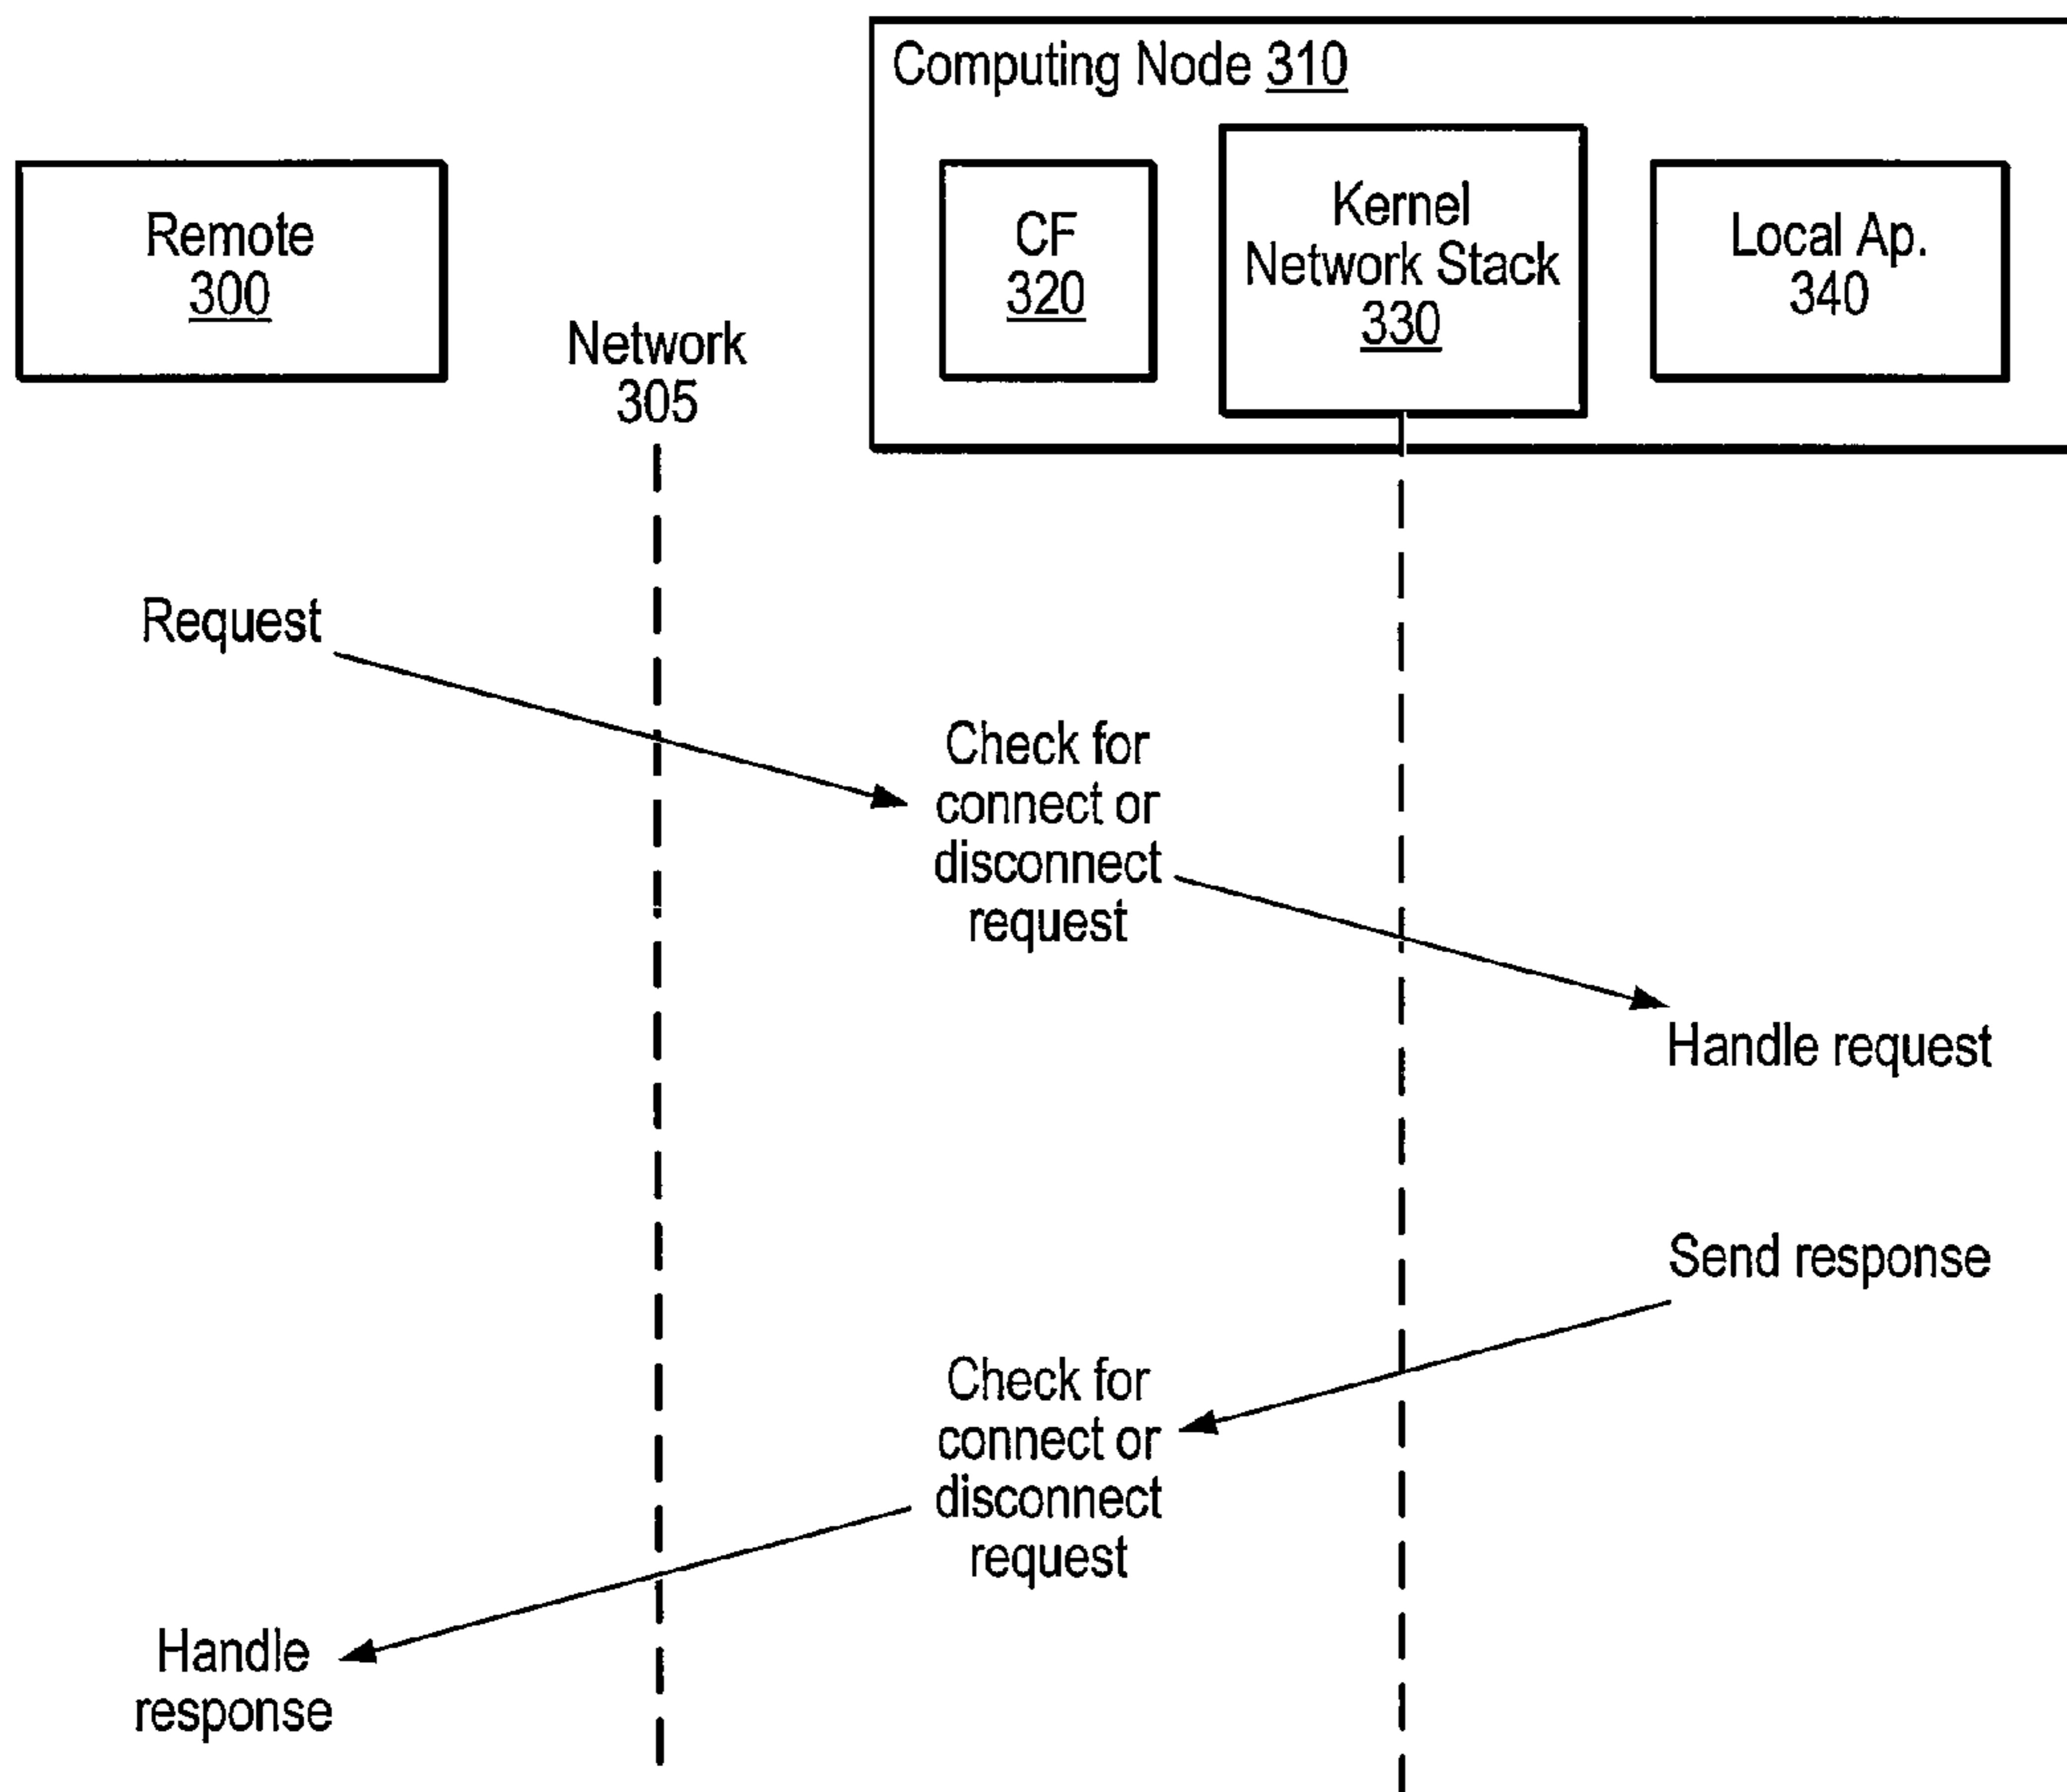 Computing Node 310
Remote
300
Network
305
CF
320
Kernel
Network Stack
330
Local Ap.
340
Request
Check for
connect or
disconnect
request
Handle request
Send response
Check for
connect or
disconnect
request
Handle
response